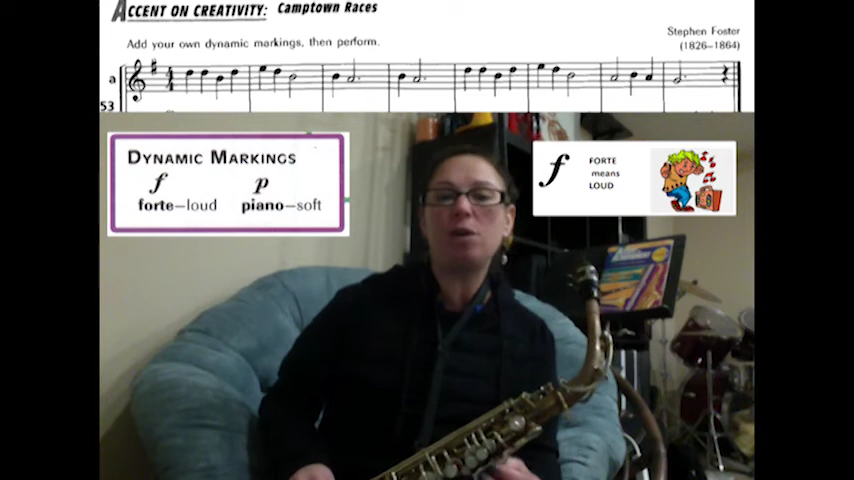 ACCENT ON CREATIVITY: Camptown Races
Stephen Foster
(1826–1864)
Add your own dynamic markings, then perform.
a
53
DYNAMIC MARKINGS
f p
forte—loud piano—soft
f FORTE
means
LOUD